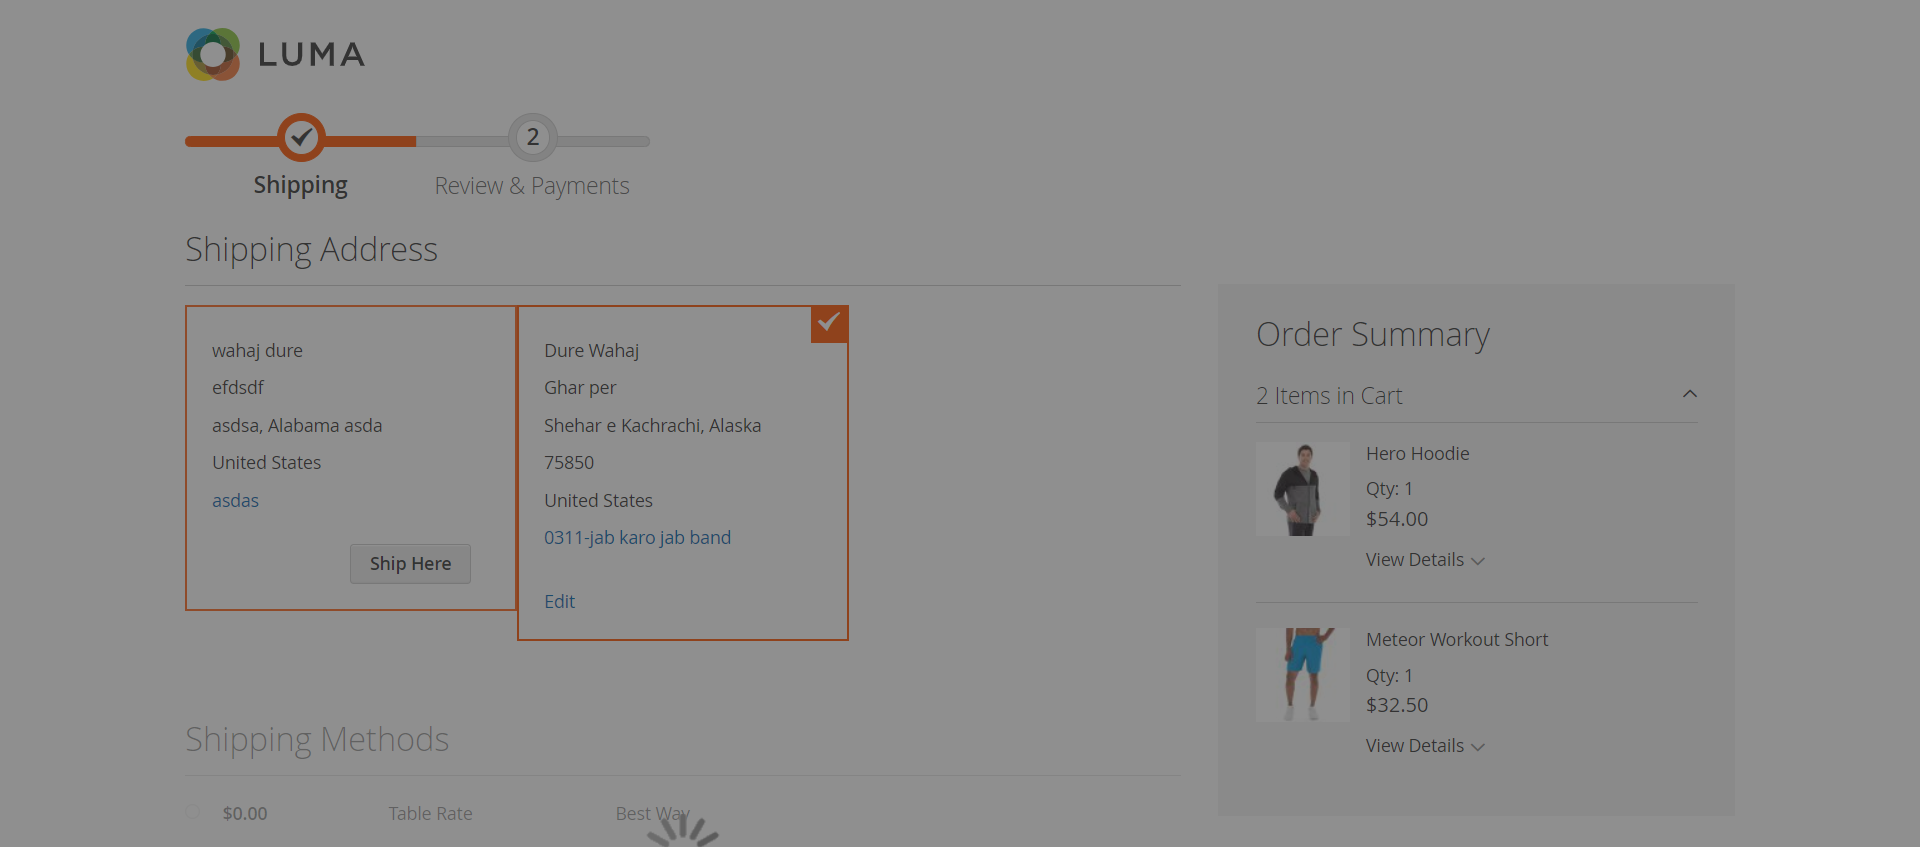 LUMA
2
Shipping
Review & Payments
Shipping Address
wahaj dure
efdsdf
asdsa, Alabama asda
United States
asdas
Ship Here
Dure Wahaj
Ghar per
Shehar e Kachrachi, Alaska
75850
United States
0311-jab karo jab band
Edit
Shipping Methods
$0.00 Table Rate Best Way
Order Summary
2 Items in Cart
Hero Hoodie
Qty: 1
$54.00
View Details
Meteor Workout Short
Qty: 1
$32.50
View Details